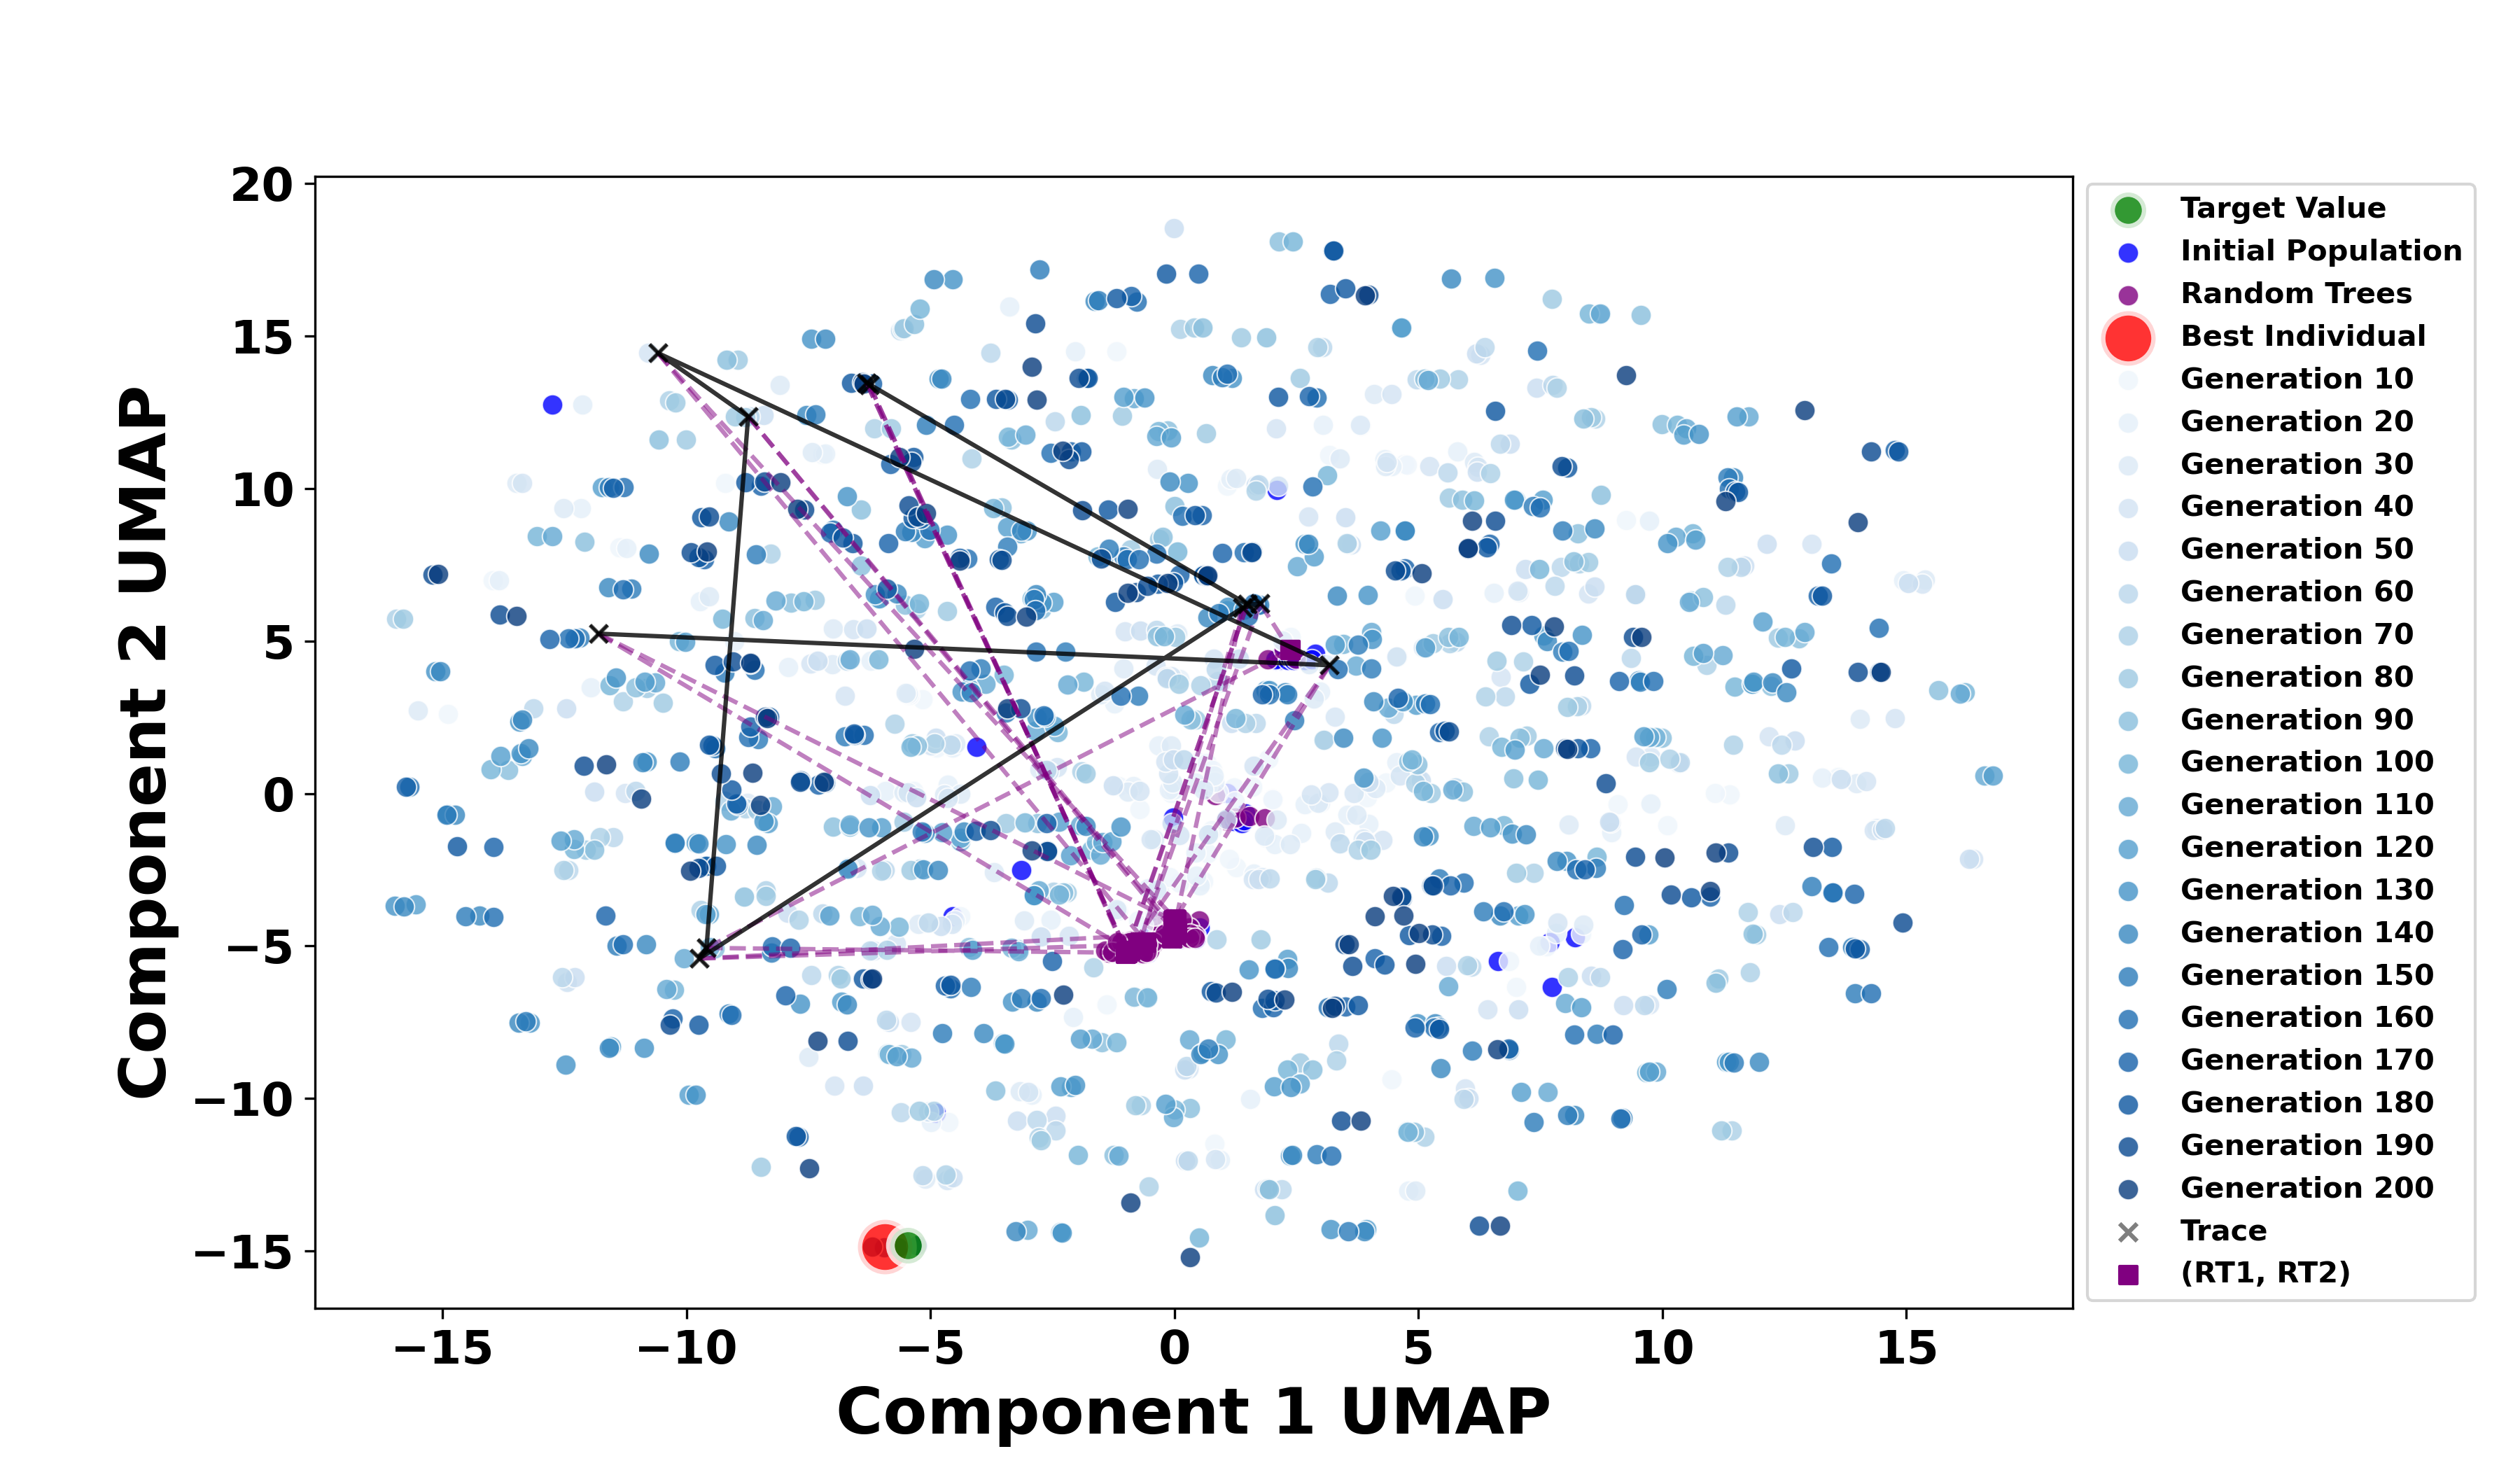 20
15
10
5
0
−5
−10
−15
Component 2 UMAP
−15
−10
−5
0
5
10
15
Component 1 UMAP
Target Value
Initial Population
Random Trees
Best Individual
Generation 10
Generation 20
Generation 30
Generation 40
Generation 50
Generation 60
Generation 70
Generation 80
Generation 90
Generation 100
Generation 110
Generation 120
Generation 130
Generation 140
Generation 150
Generation 160
Generation 170
Generation 180
Generation 190
Generation 200
Trace
(RT1, RT2)